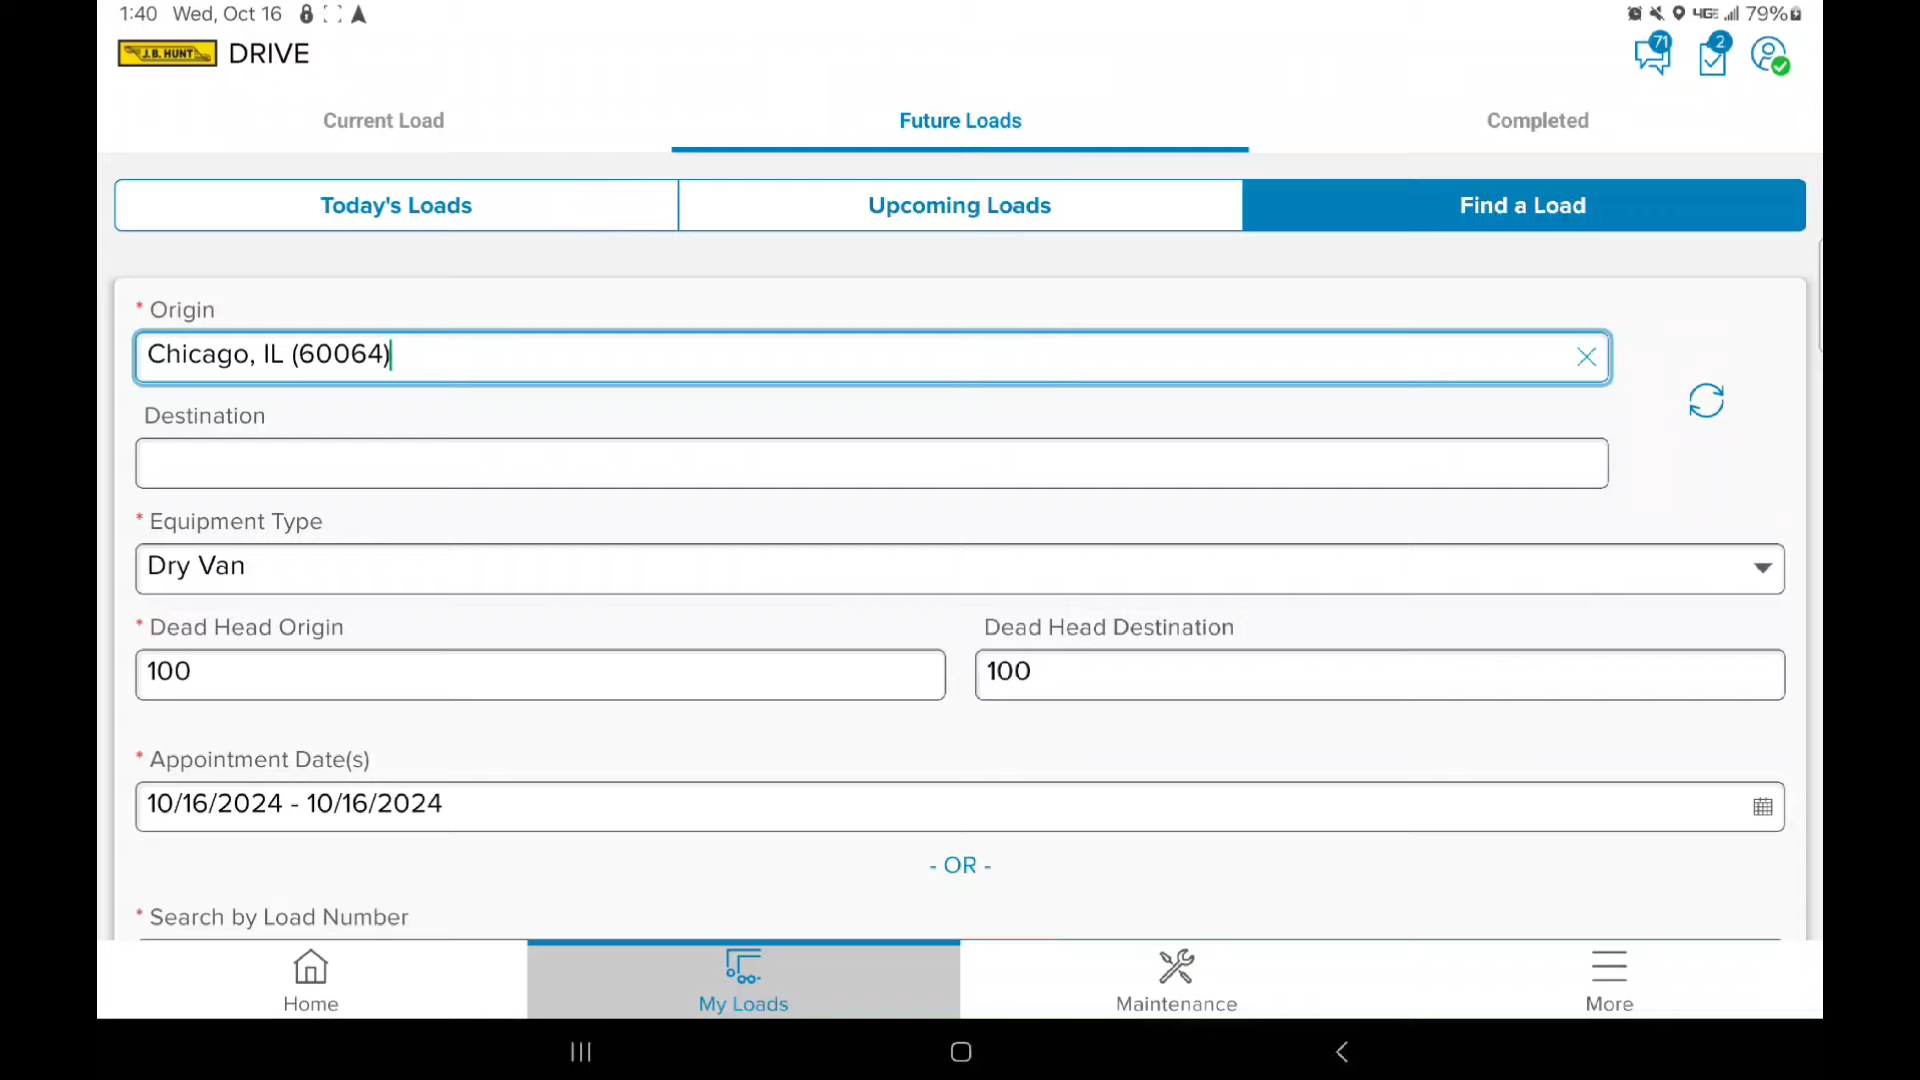 1:40 Wed, Oct 16 4GE 79%
J.B. HUNT DRIVE 71 2
Current Load Future Loads Completed
Today's Loads Upcoming Loads Find a Load
* Origin
Chicago, IL (60064)
Destination
* Equipment Type
Dry Van
* Dead Head Origin Dead Head Destination
100 100
* Appointment Date(s)
10/16/2024 - 10/16/2024
- OR -
* Search by Load Number
Home My Loads Maintenance More